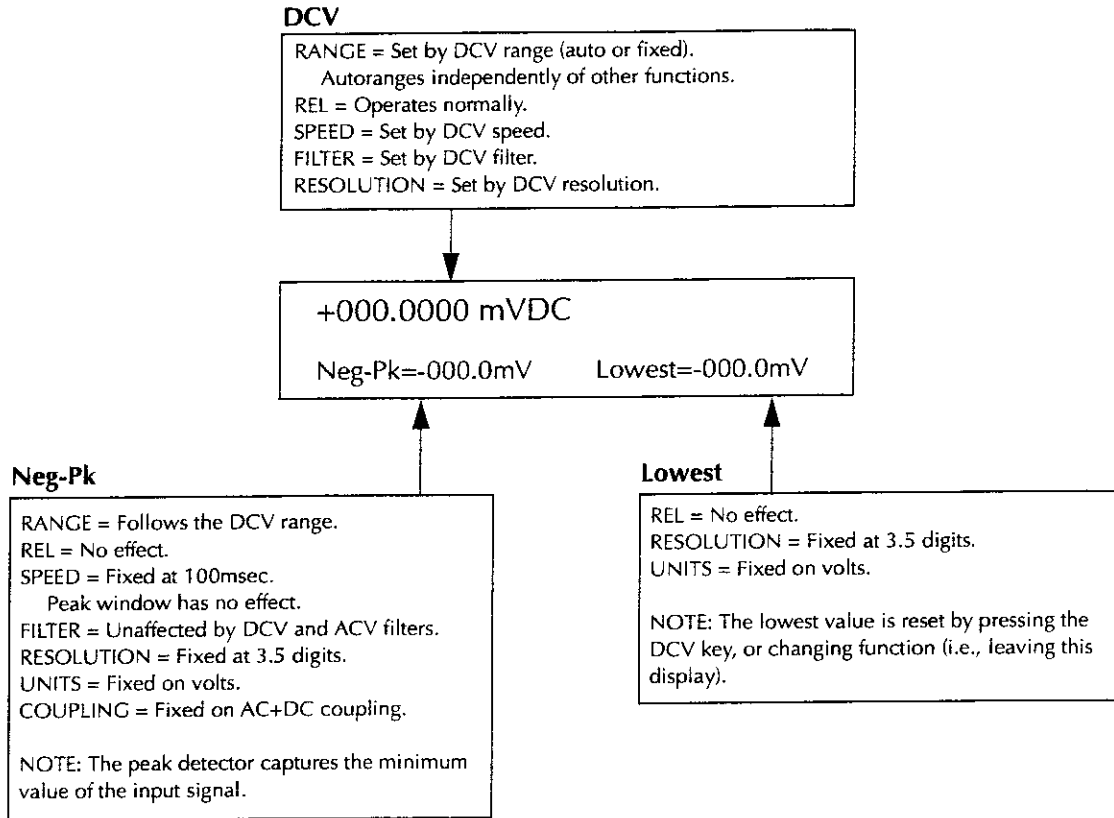 DCV
RANGE = Set by DCV range (auto or fixed).
Autoranges independently of other functions.
REL = Operates normally.
SPEED = Set by DCV speed.
FILTER = Set by DCV filter.
RESOLUTION = Set by DCV resolution.
+000.0000 mVDC
Neg-Pk=-000.0mV Lowest=-000.0mV
Neg-Pk
RANGE = Follows the DCV range.
REL = No effect.
SPEED = Fixed at 100msec.
Peak window has no effect.
FILTER = Unaffected by DCV and ACV filters.
RESOLUTION = Fixed at 3.5 digits.
UNITS = Fixed on volts.
COUPLING = Fixed on AC+DC coupling.
NOTE: The peak detector captures the minimum
value of the input signal.
Lowest
REL = No effect.
RESOLUTION = Fixed at 3.5 digits.
UNITS = Fixed on volts.
NOTE: The lowest value is reset by pressing the
DCV key, or changing function (i.e., leaving this
display).